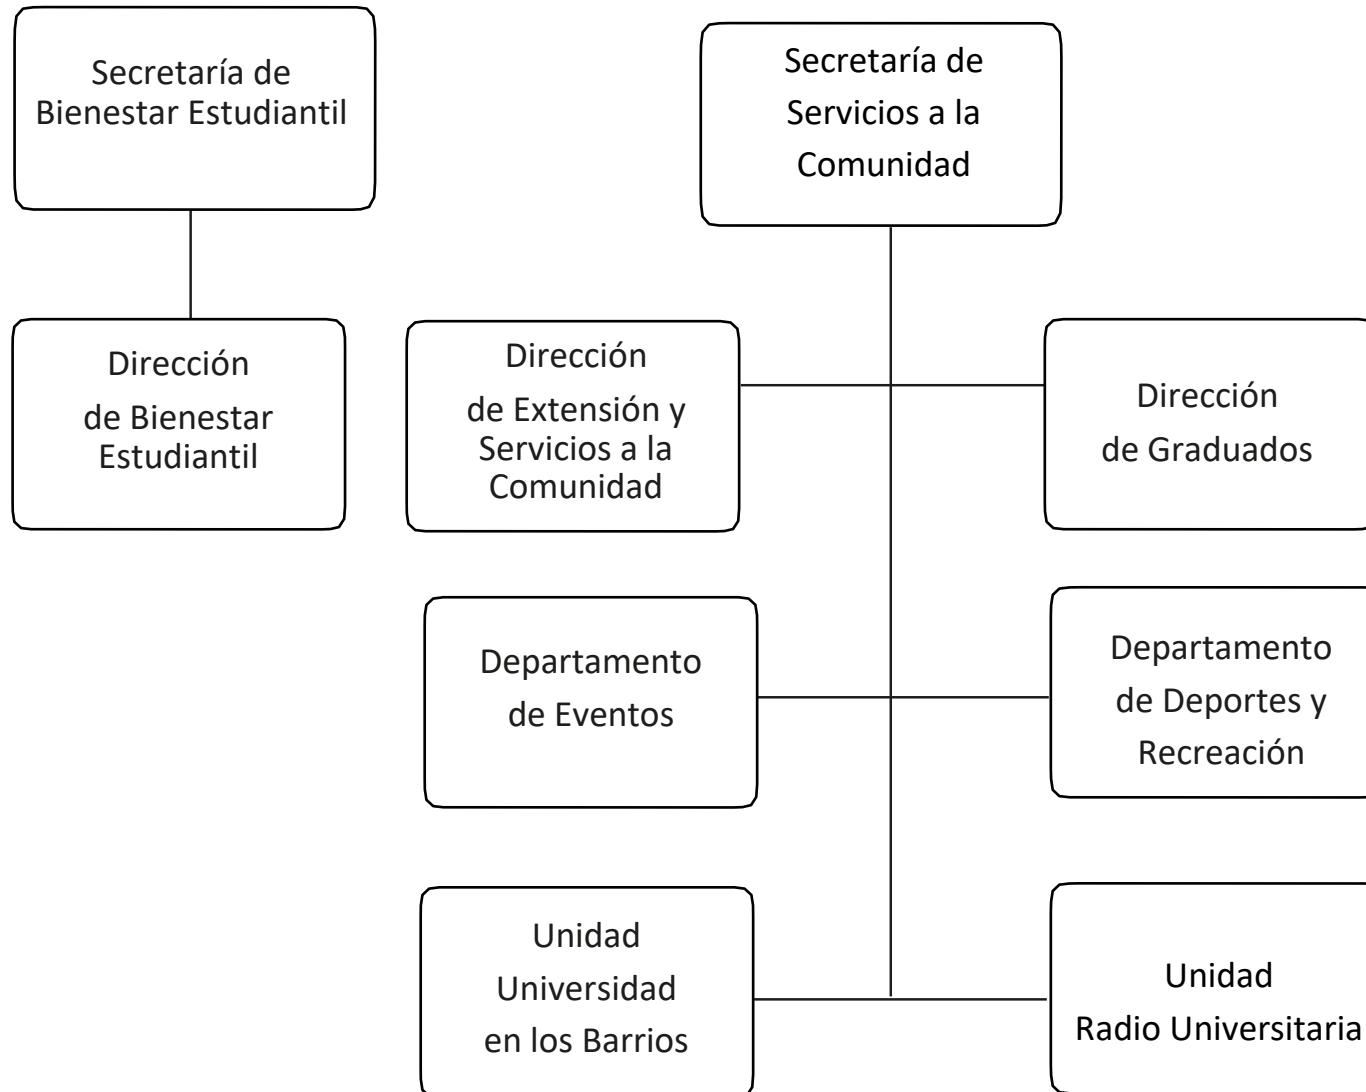 Secretaría de
Bienestar Estudiantil
Secretaría de
Servicios a la
Comunidad
Dirección
de Bienestar
Estudiantil
Dirección
de Extensión y
Servicios a la
Comunidad
Dirección
de Graduados
Departamento
de Eventos
Departamento
de Deportes y
Recreación
Unidad
Universidad
en los Barrios
Unidad
Radio Universitaria